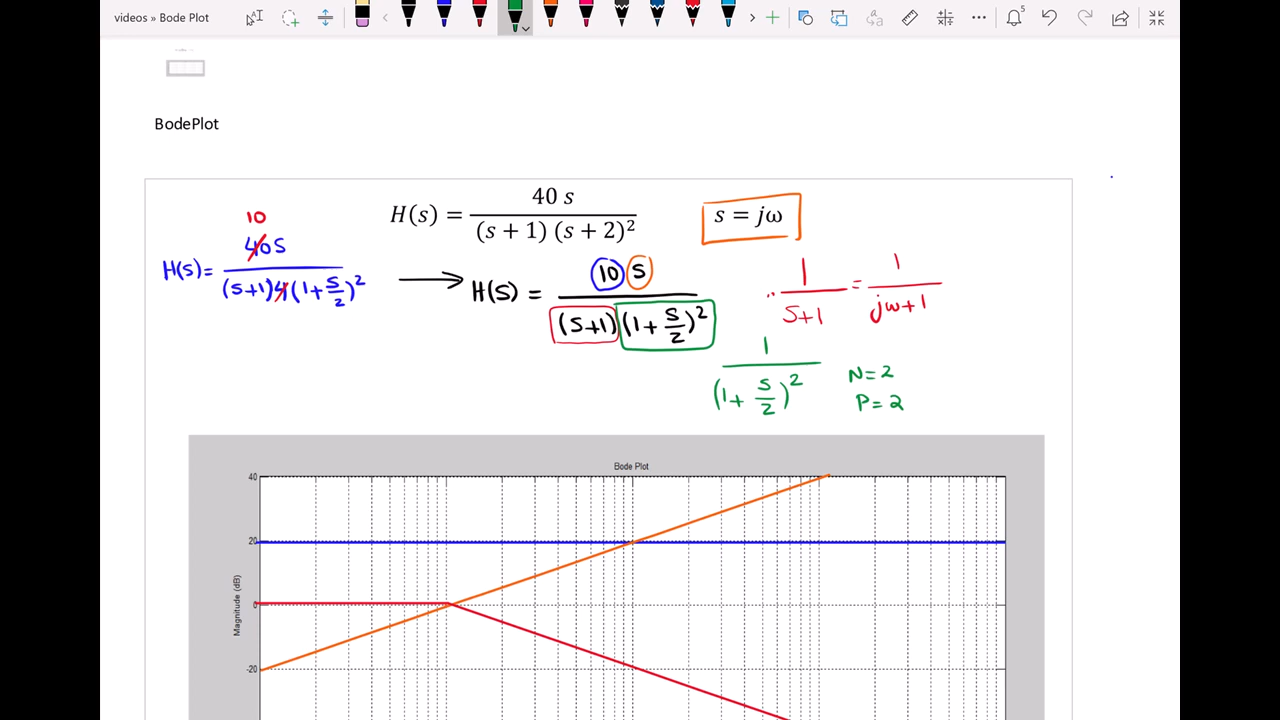 videos » Bode Plot
5
BodePlot
H(s) = 40 s / (s + 1) (s + 2)²
s = jω
10
H(s) = 40s / (s+1)4(1+s/2)²
H(s) = 10 s / (s+1)(1+s/2)²
1/(s+1) = 1/(jω+1)
1/(1+s/2)²
N=2
P=2
Bode Plot
40
20
0
-20
Magnitude (dB)